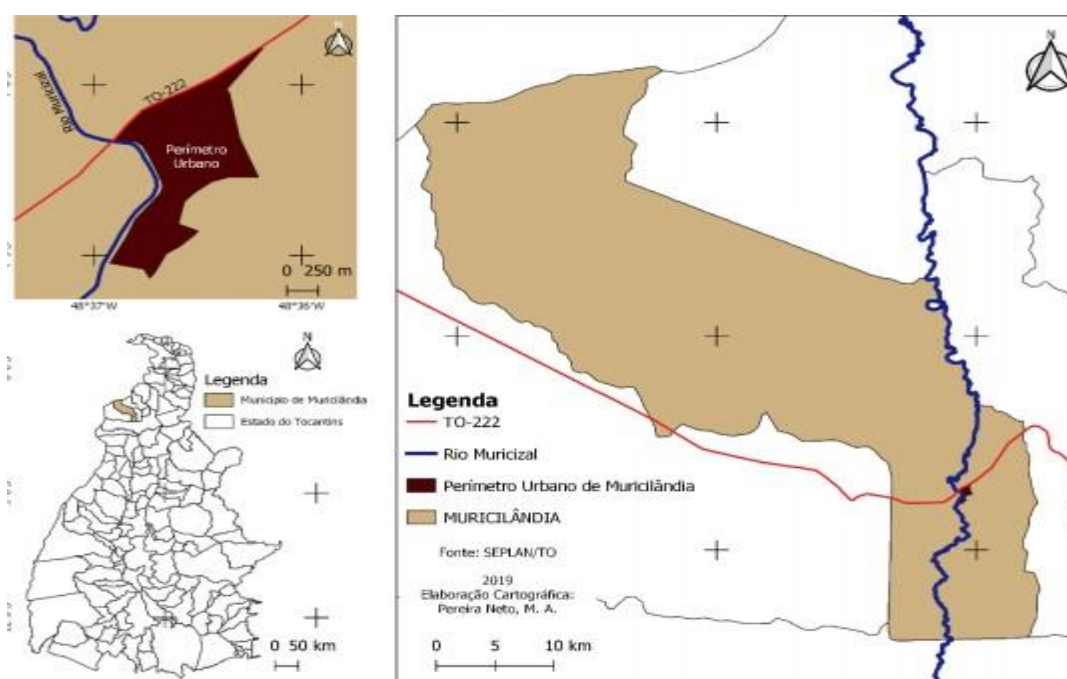 N
TO-222
Rio Muricizal
Perímetro
Urbano
0 250 m
48°37'W
48°36'W
N
Legenda
Município de Muricilândia
Estado do Tocantins
0 50 km
N
Legenda
TO-222
Rio Muricizal
Perímetro Urbano de Muricilândia
MURICILÂNDIA
Fonte: SEPLAN/TO
2019
Elaboração Cartográfica:
Pereira Neto, M. A.
0 5 10 km